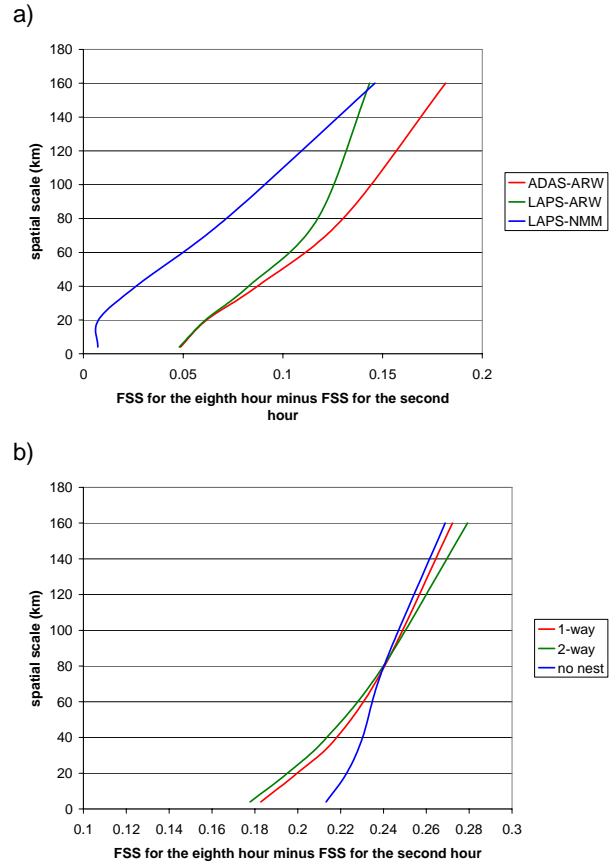 a)
180
160
140
120
100
80
60
40
20
0
spatial scale (km)
0
0.05
0.1
0.15
0.2
FSS for the eighth hour minus FSS for the second
hour
ADAS-ARW
LAPS-ARW
LAPS-NMM
b)
180
160
140
120
100
80
60
40
20
0
spatial scale (km)
0.1
0.12
0.14
0.16
0.18
0.2
0.22
0.24
0.26
0.28
0.3
FSS for the eighth hour minus FSS for the second hour
1-way
2-way
no nest